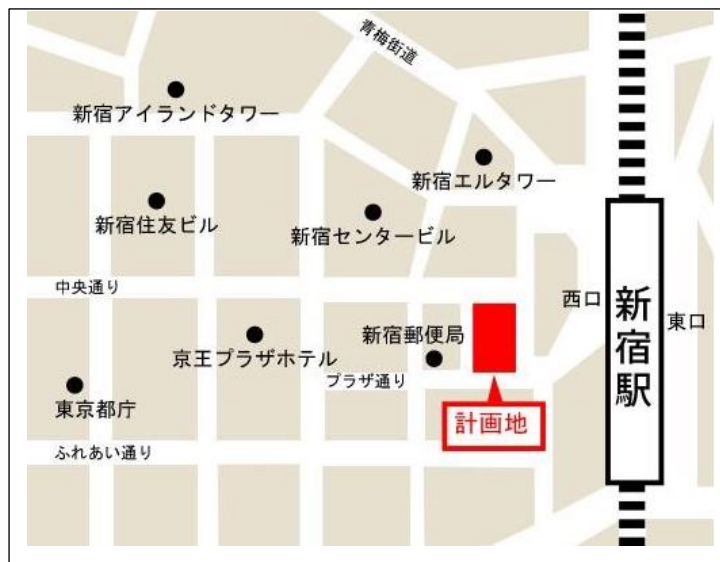 青梅街道
新宿アイランドタワー
新宿エルタワー
新宿住友ビル
新宿センタービル
中央通り
西口
新宿駅
東口
新宿郵便局
京王プラザホテル
プラザ通り
東京都庁
計画地
ふれあい通り